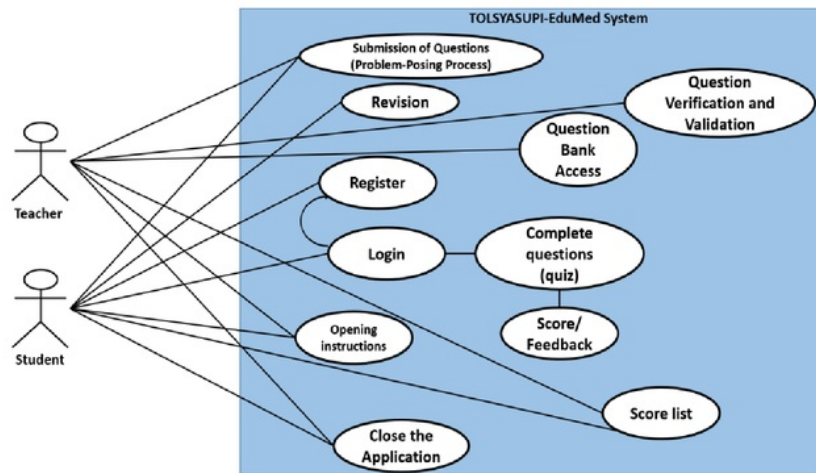 TOLSYASUPI-EduMed System
Submission of Questions
(Problem-Posing Process)
Revision
Question
Verification and
Validation
Question
Bank
Access
Teacher
Register
Login
Complete
questions
(quiz)
Student
Opening
instructions
Score/
Feedback
Score list
Close the
Application